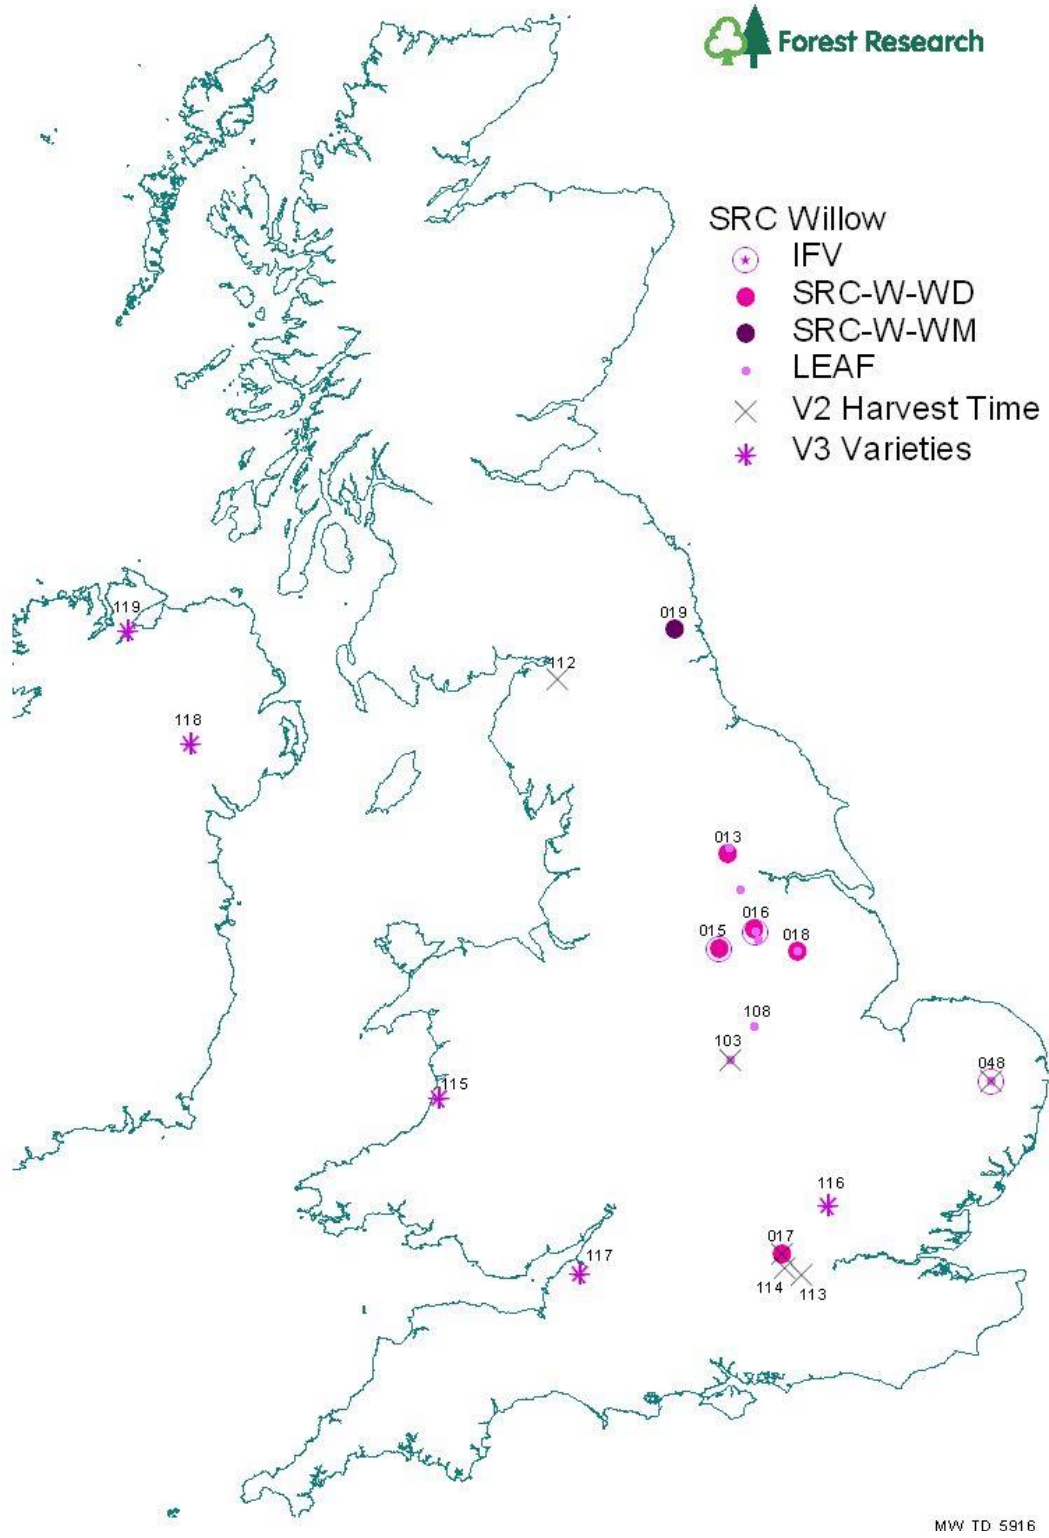 Forest Research
SRC Willow
IFV
SRC-W-WD
SRC-W-WM
LEAF
V2 Harvest Time
V3 Varieties
119
019
112
118
013
016
015
018
108
103
048
115
116
017
117
114
113
MW TD 5916